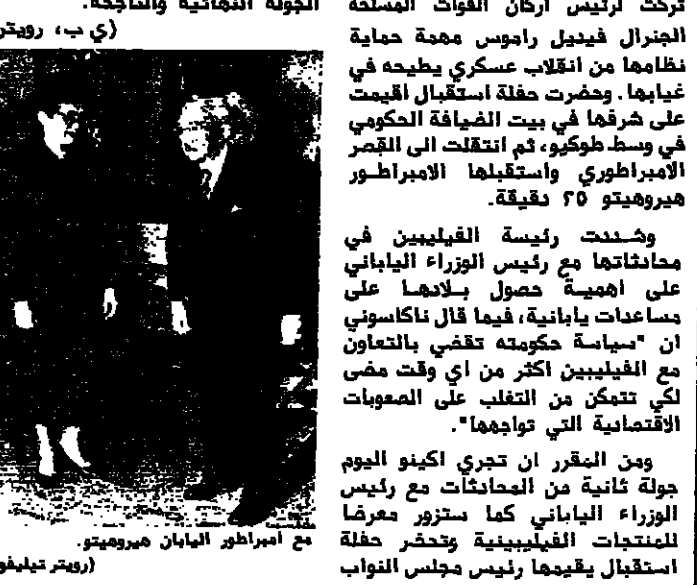 تركت لرئيس اركان القوات المسلحة
الجنرال فيديل راموس مهمة حماية
نظامها من انقلاب عسكري يطيحه في
غيابها. وحضرت حفلة استقبال اقيمت
على شرفها في بيت الضيافة الحكومي
في وسط طوكيو، ثم انتقلت الى القصر
الامبراطوري واستقبلها الامبراطور
هيروهيتو ٢٥ دقيقة.
وشددت رئيسة الفيليبين في
محادثاتها مع رئيس الوزراء الياباني
على اهمية حصول بلادها على
مساعدات يابانية، فيما قال ناكاسوني
ان "سياسة حكومته تقضي بالتعاون
مع الفيليبين اكثر من اي وقت مضى
لكي تتمكن من التغلب على الصعوبات
الاقتصادية التي تواجهها".
ومن المقرر ان تجري اكينو اليوم
جولة ثانية من المحادثات مع رئيس
الوزراء الياباني كما ستزور معرضا
للمنتجات الفيليبينية وتحضر حفلة
استقبال يقيمها رئيس مجلس النواب
الجولة النهائية والناجحة.
(ي ب، رويتر
مع امبراطور اليابان هيروهيتو.
(رويتر تيليفو